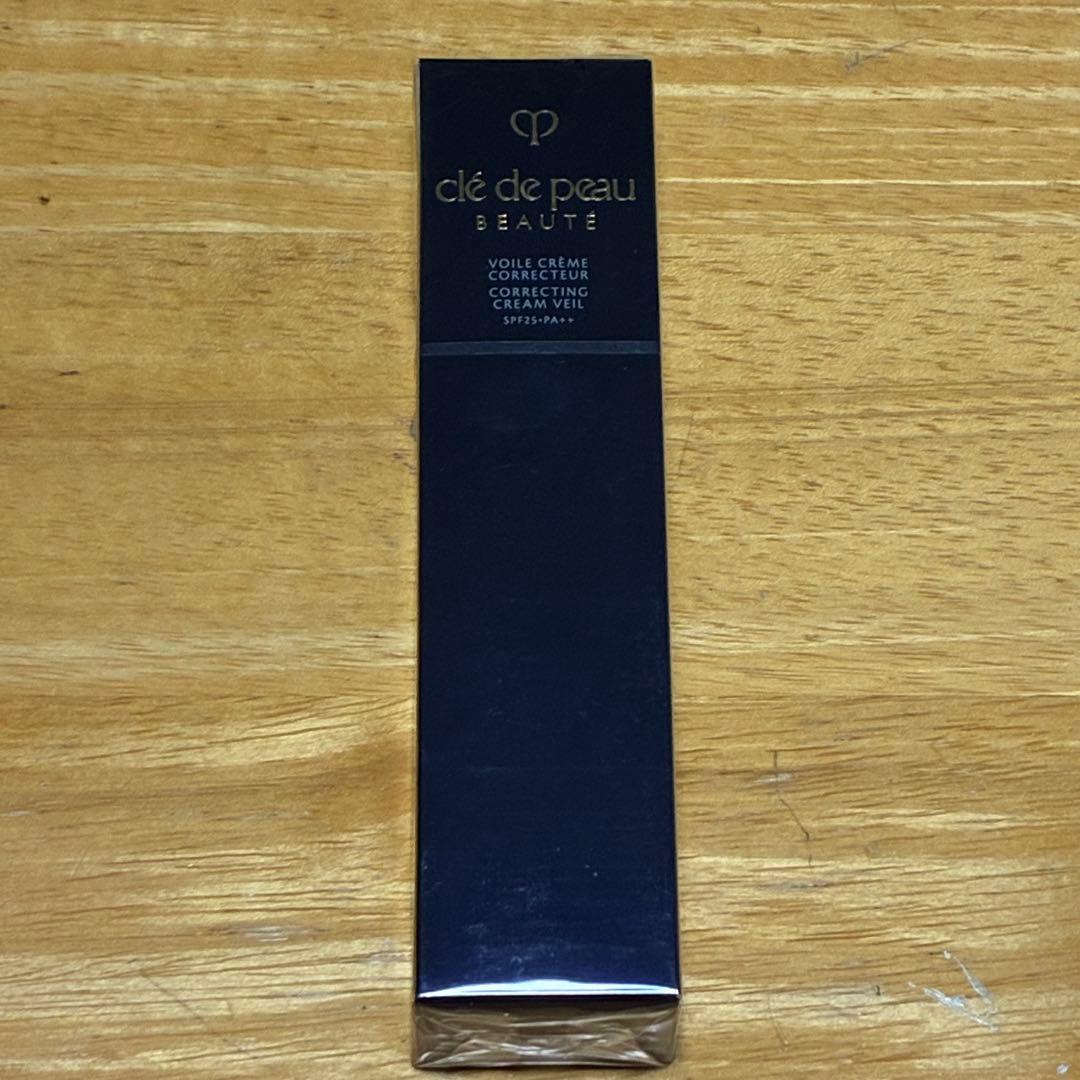 clé de peau
BEAUTÉ
VOILE CRÈME
CORRECTEUR
CORRECTING
CREAM VEIL
SPF25•PA++